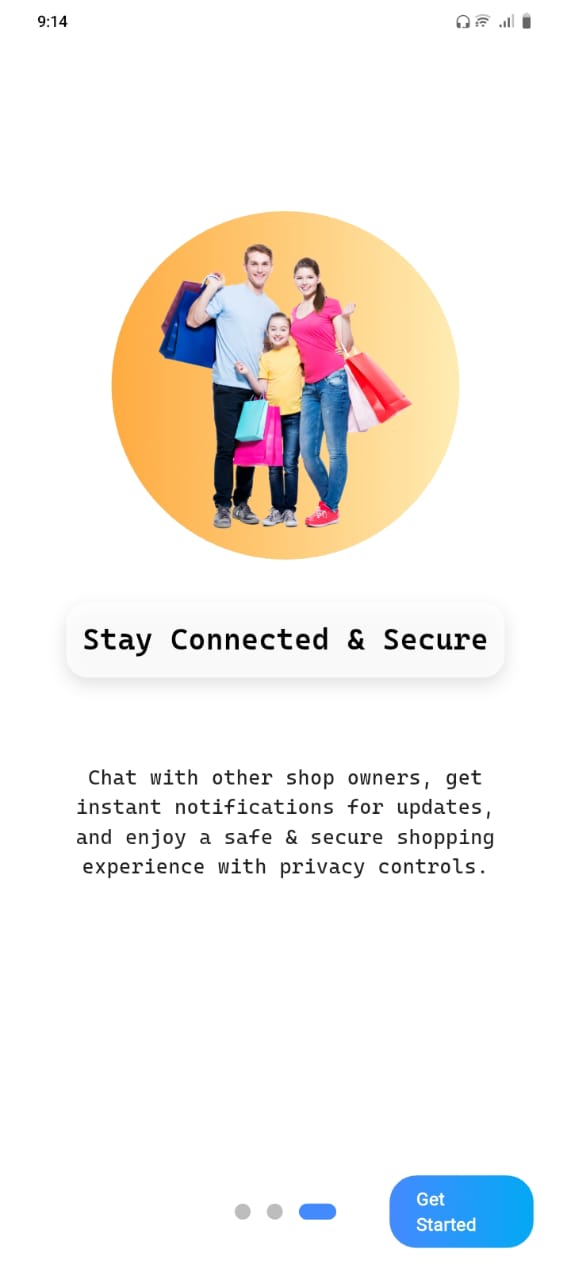 9:14
Stay Connected & Secure
Chat with other shop owners, get
instant notifications for updates,
and enjoy a safe & secure shopping
experience with privacy controls.
Get
Started